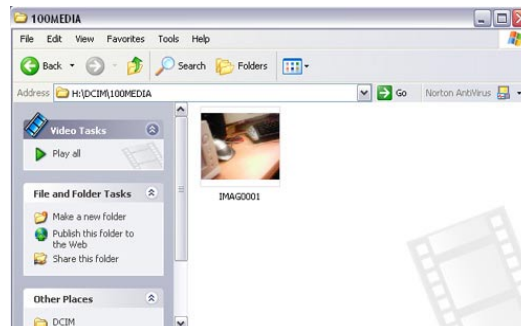 100MEDIA
File Edit View Favorites Tools Help
Back Search Folders
Address H:\DCIM\100MEDIA Go Norton AntiVirus
Video Tasks
Play all
File and Folder Tasks
Make a new folder
Publish this folder to
the Web
Share this folder
Other Places
DCIM
IMAG0001